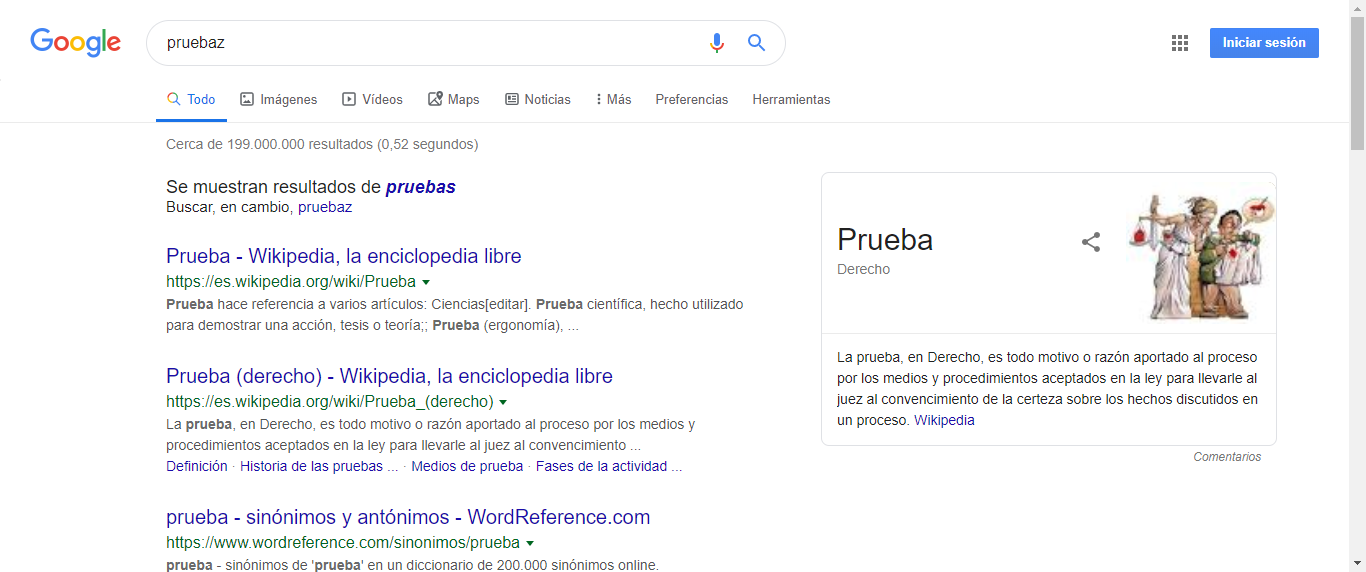 Google
pruebaz
Iniciar sesión
Todo Imágenes Vídeos Maps Noticias Más Preferencias Herramientas
Cerca de 199.000.000 resultados (0,52 segundos)
Se muestran resultados de pruebas
Buscar, en cambio, pruebaz
Prueba - Wikipedia, la enciclopedia libre
https://es.wikipedia.org/wiki/Prueba
Prueba hace referencia a varios artículos: Ciencias[editar]. Prueba científica, hecho utilizado
para demostrar una acción, tesis o teoría;; Prueba (ergonomía), ...
Prueba (derecho) - Wikipedia, la enciclopedia libre
https://es.wikipedia.org/wiki/Prueba_(derecho)
La prueba, en Derecho, es todo motivo o razón aportado al proceso por los medios y
procedimientos aceptados en la ley para llevarle al juez al convencimiento ...
Definición · Historia de las pruebas ... · Medios de prueba · Fases de la actividad ...
prueba - sinónimos y antónimos - WordReference.com
https://www.wordreference.com/sinonimos/prueba
prueba - sinónimos de 'prueba' en un diccionario de 200.000 sinónimos online.
Prueba
Derecho
La prueba, en Derecho, es todo motivo o razón aportado al proceso
por los medios y procedimientos aceptados en la ley para llevarle al
juez al convencimiento de la certeza sobre los hechos discutidos en
un proceso. Wikipedia
Comentarios